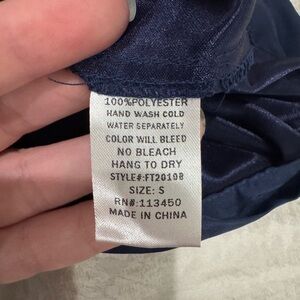 100%POLYESTER
HAND WASH COLD
WATER SEPARATELY
COLOR WILL BLEED
NO BLEACH
HANG TO DRY
STYLE#:FT20108
SIZE: S
RN#:113450
MADE IN CHINA